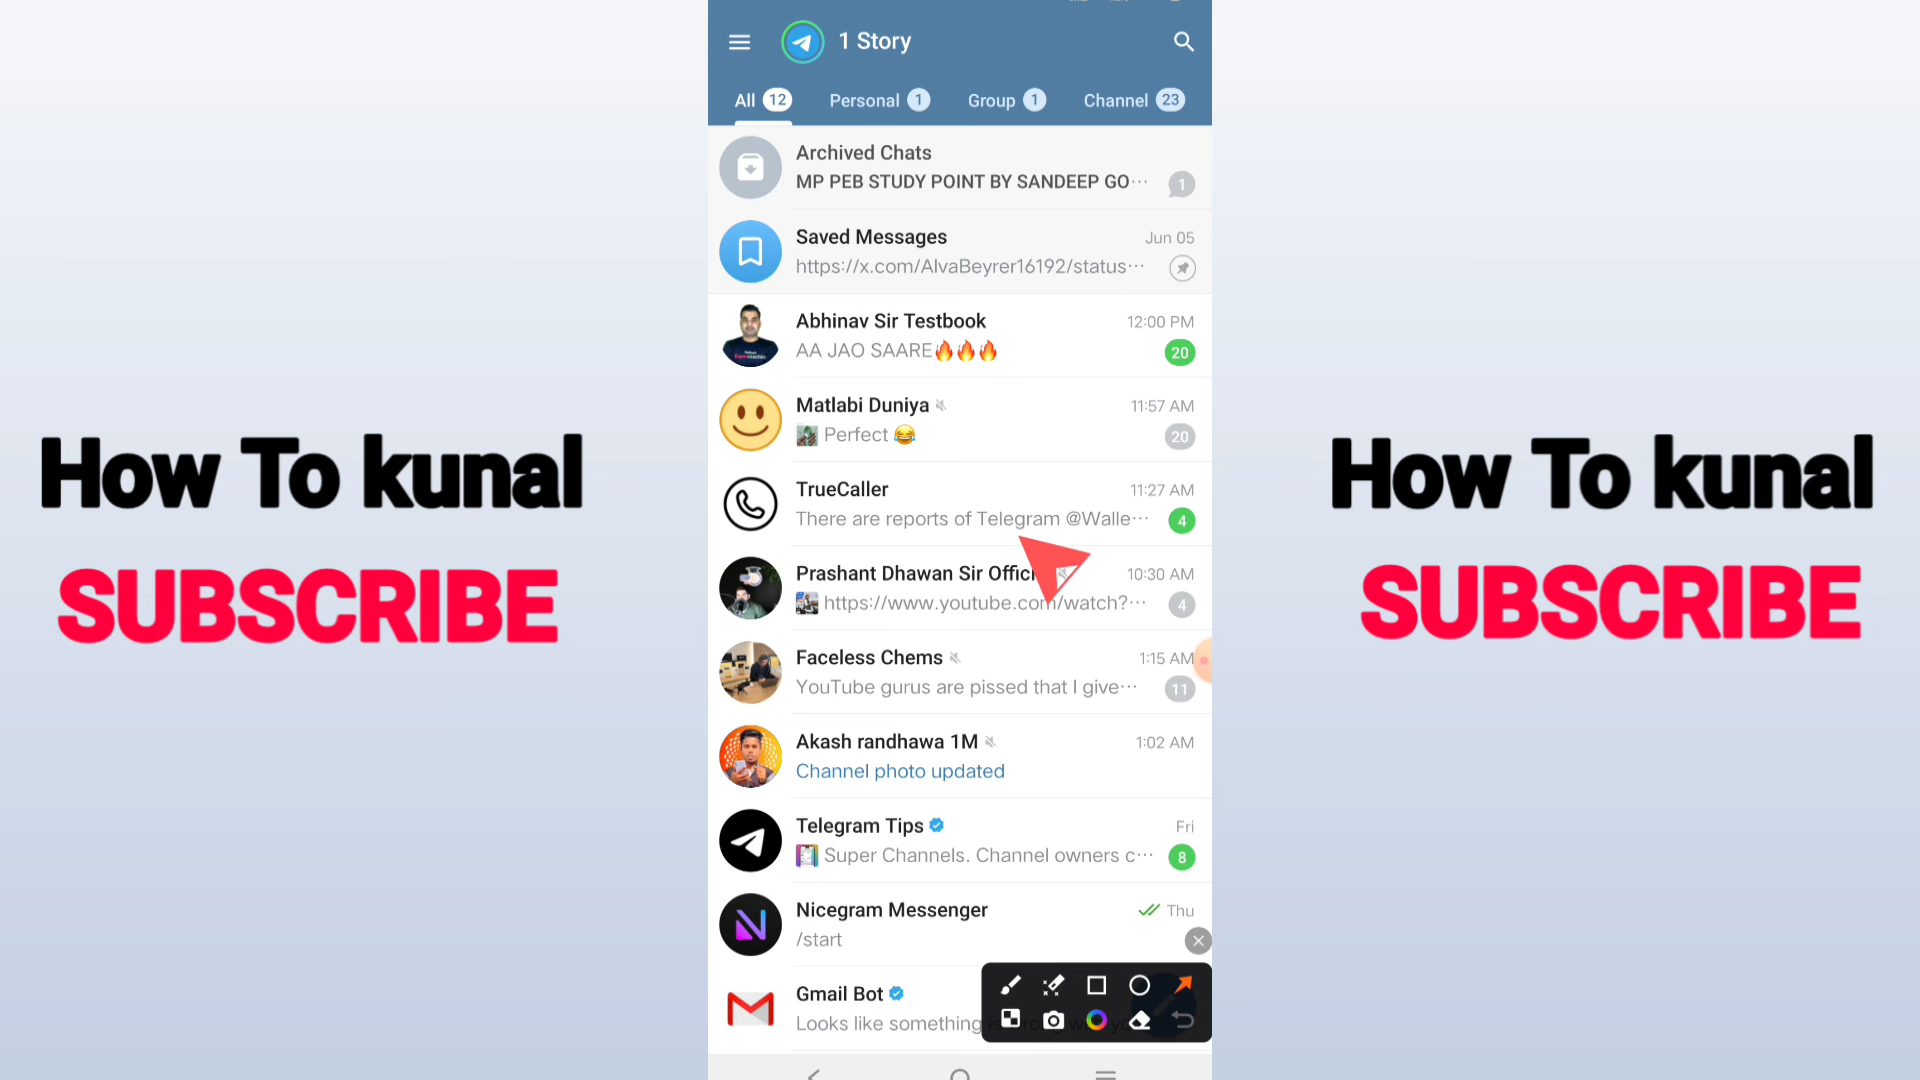 1 Story
All 12 Personal 1 Group 1 Channel 23
Archived Chats
MP PEB STUDY POINT BY SANDEEP GO··· 1
Saved Messages Jun 05
https://x.com/AlvaBeyrer16192/status···
Abhinav Sir Testbook 12:00 PM
AA JAO SAARE🔥🔥🔥 20
Matlabi Duniya 11:57 AM
Perfect 😂 20
How To kunal
SUBSCRIBE
TrueCaller 11:27 AM
There are reports of Telegram @Walle··· 4
Prashant Dhawan Sir Offici 10:30 AM
https://www.youtube.com/watch?··· 4
Faceless Chems 1:15 AM
YouTube gurus are pissed that I give··· 11
Akash randhawa 1M 1:02 AM
Channel photo updated
Telegram Tips Fri
Super Channels. Channel owners c··· 8
Nicegram Messenger Thu
/start
Gmail Bot
Looks like something
How To kunal
SUBSCRIBE